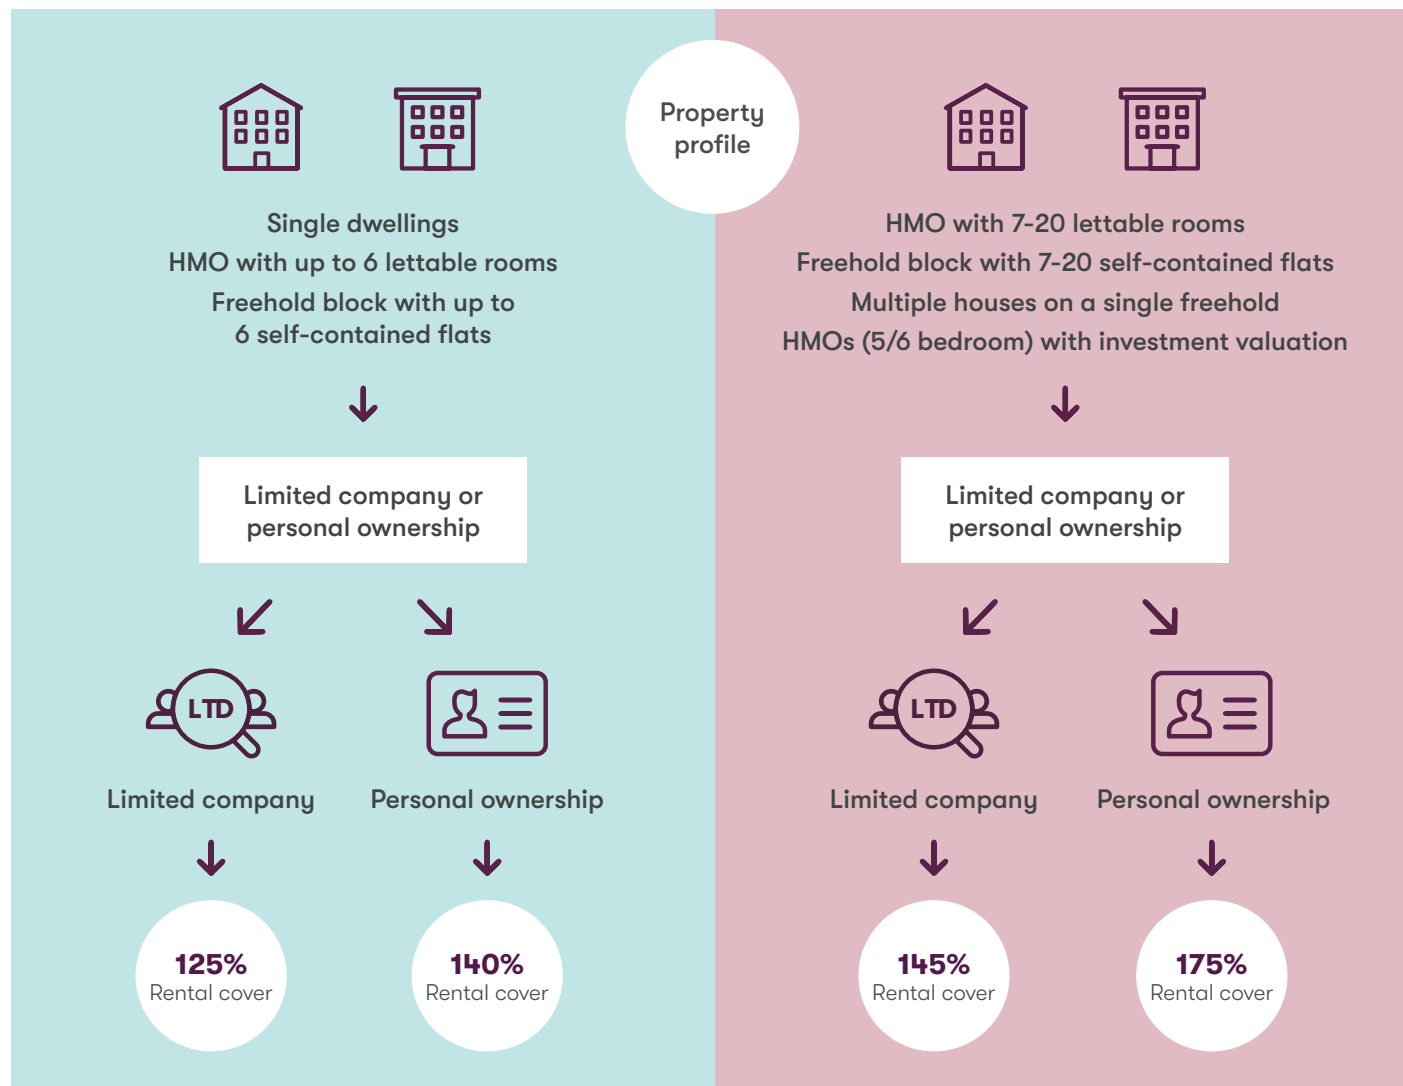 Property
profile
Single dwellings
HMO with up to 6 lettable rooms
Freehold block with up to
6 self-contained flats
Limited company or
personal ownership
LTD
Limited company
Personal ownership
125%
Rental cover
140%
Rental cover
HMO with 7-20 lettable rooms
Freehold block with 7-20 self-contained flats
Multiple houses on a single freehold
HMOs (5/6 bedroom) with investment valuation
Limited company or
personal ownership
LTD
Limited company
Personal ownership
145%
Rental cover
175%
Rental cover